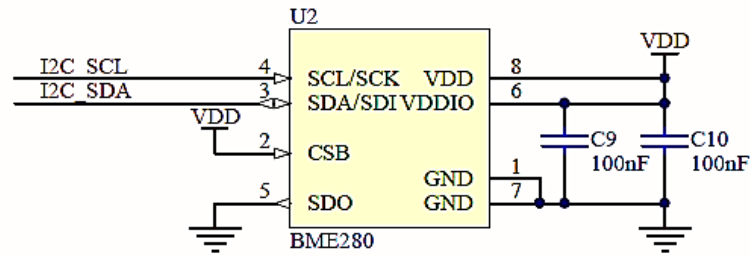 U2
VDD
I2C_SCL 4 SCL/SCK VDD 8
I2C_SDA 3 SDA/SDI VDDIO 6
VDD
2 CSB
C9 C10
100nF 100nF
GND 1
5 SDO GND 7
BME280